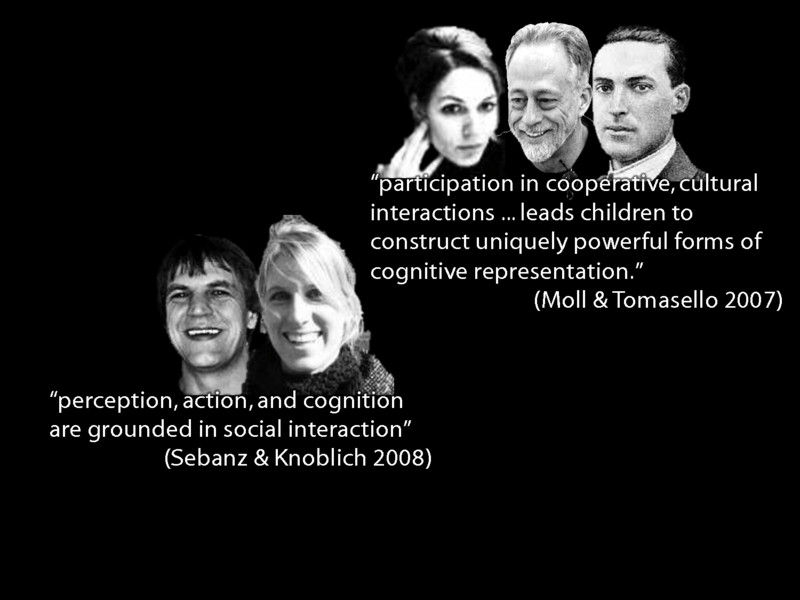 “participation in cooperative, cultural
interactions ... leads children to
construct uniquely powerful forms of
cognitive representation.”
(Moll & Tomasello 2007)
“perception, action, and cognition
are grounded in social interaction”
(Sebanz & Knoblich 2008)